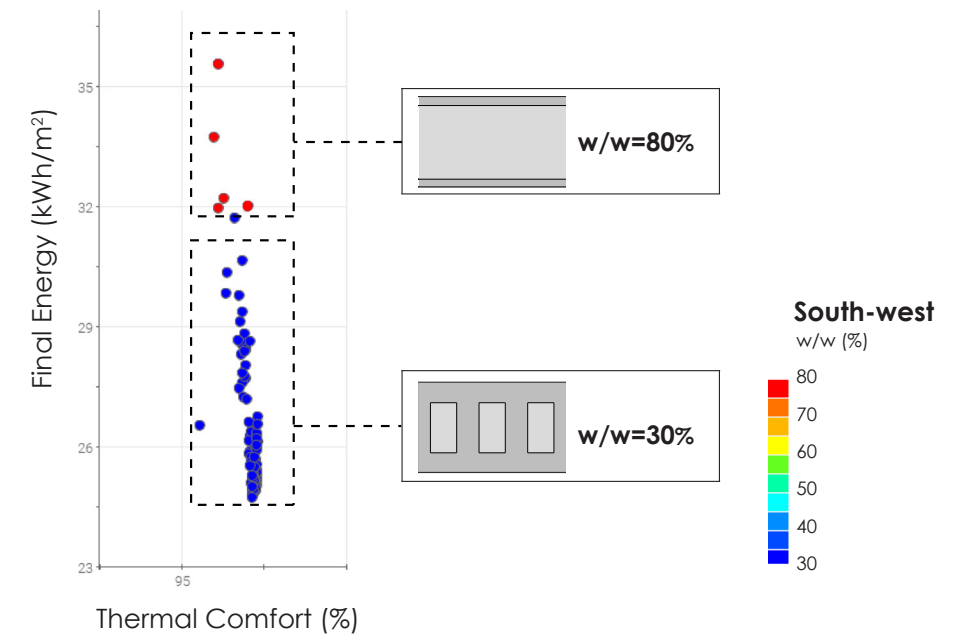 Final Energy (kWh/m²)
35
32
29
26
23
95
Thermal Comfort (%)
w/w=80%
w/w=30%
South-west
w/w (%)
80
70
60
50
40
30